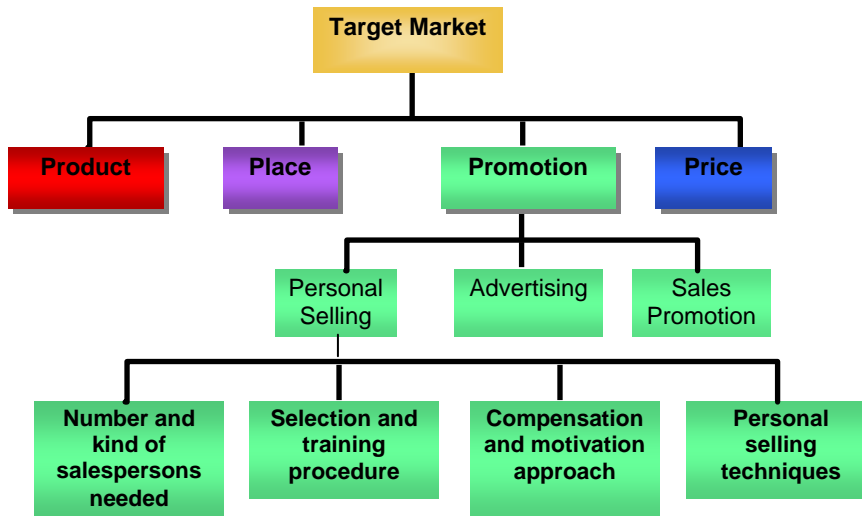 Target Market
Product
Place
Promotion
Price
Personal
Selling
Advertising
Sales
Promotion
Number and
kind of
salespersons
needed
Selection and
training
procedure
Compensation
and motivation
approach
Personal
selling
techniques